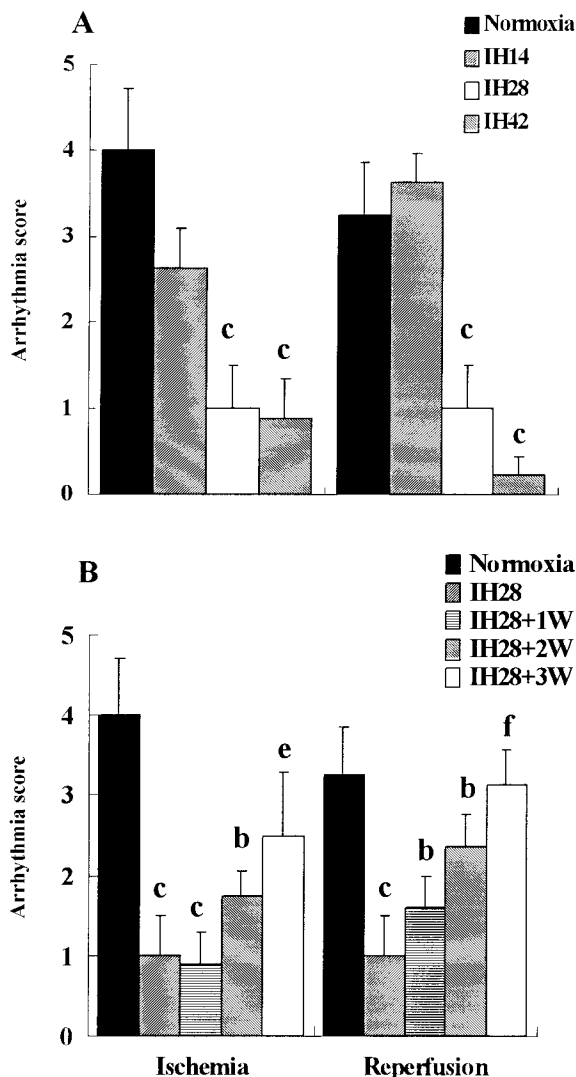 A
Normoxia
IH14
IH28
IH42
5
4
3
2
1
0
Arrhythmia score
c
c
c
c
B
Normoxia
IH28
IH28+1W
IH28+2W
IH28+3W
5
4
3
2
1
0
Arrhythmia score
c
c
b
e
c
b
b
f
Ischemia
Reperfusion